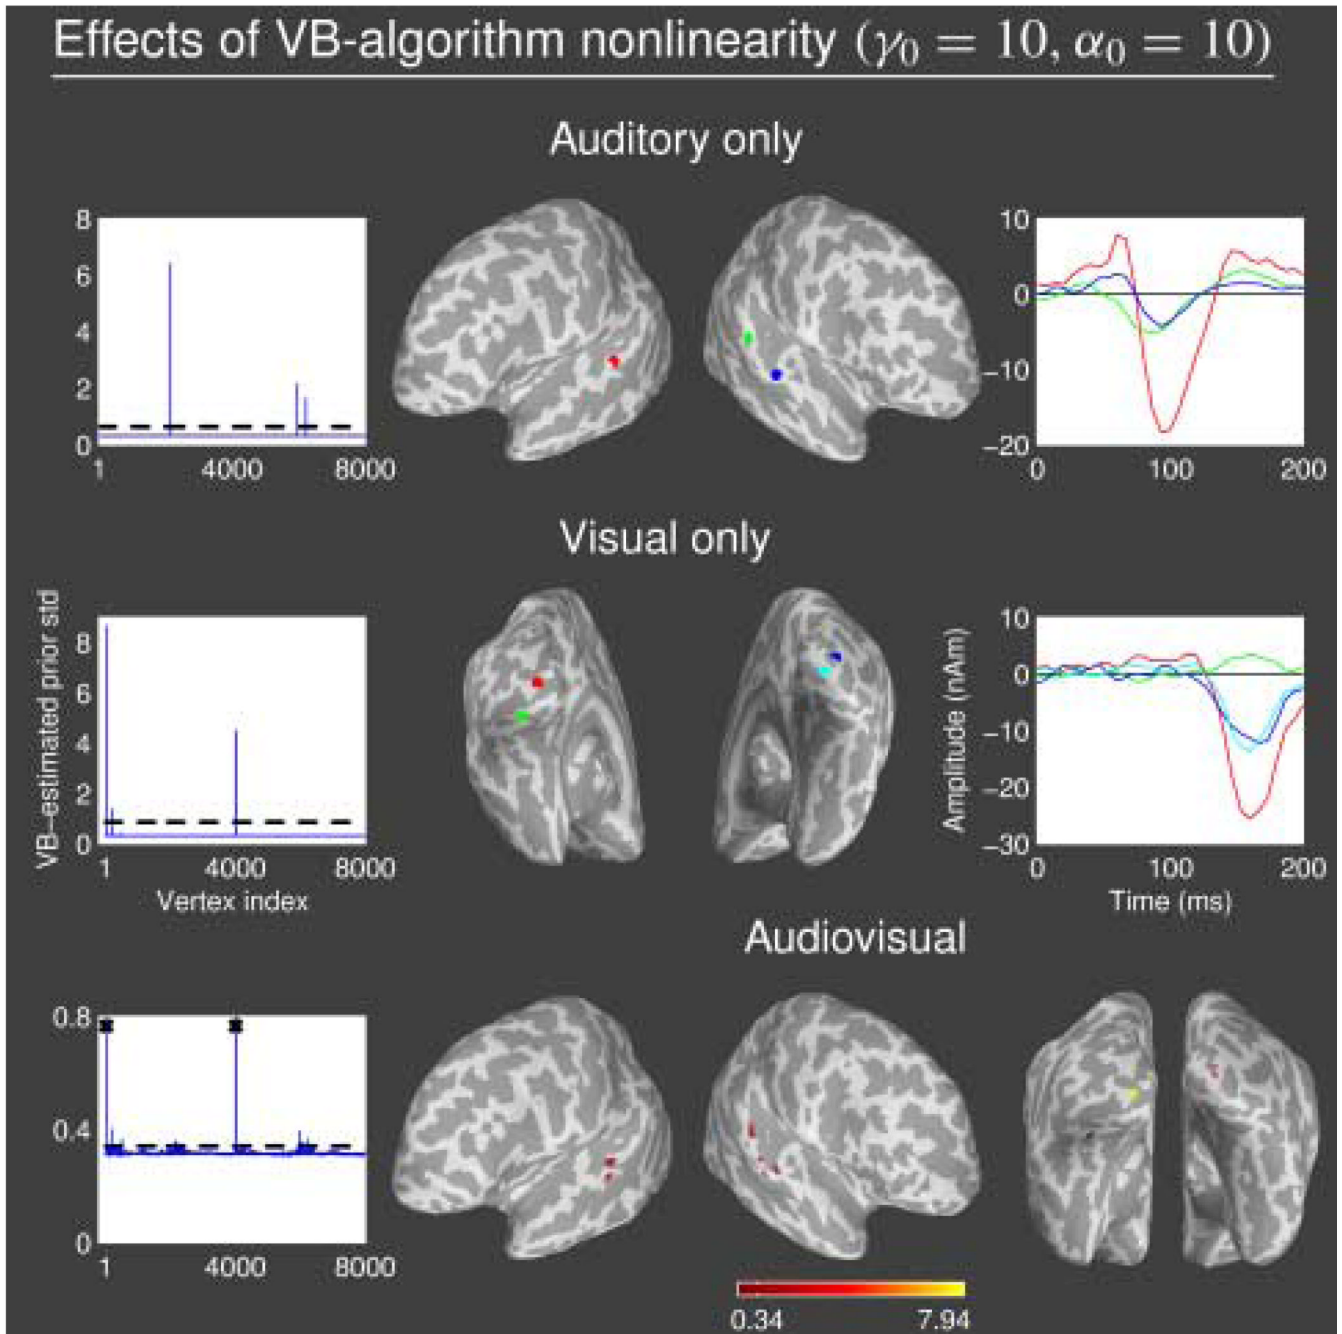 Effects of VB-algorithm nonlinearity (γ₀ = 10, α₀ = 10)
Auditory only
8
6
4
2
0
1 4000 8000
10
0
−10
−20
0 100 200
Visual only
VB−estimated prior std
8
6
4
2
0
1 4000 8000
Vertex index
Amplitude (nAm)
10
0
−10
−20
−30
0 100 200
Time (ms)
Audiovisual
0.8
0.4
0
1 4000 8000
0.34 7.94